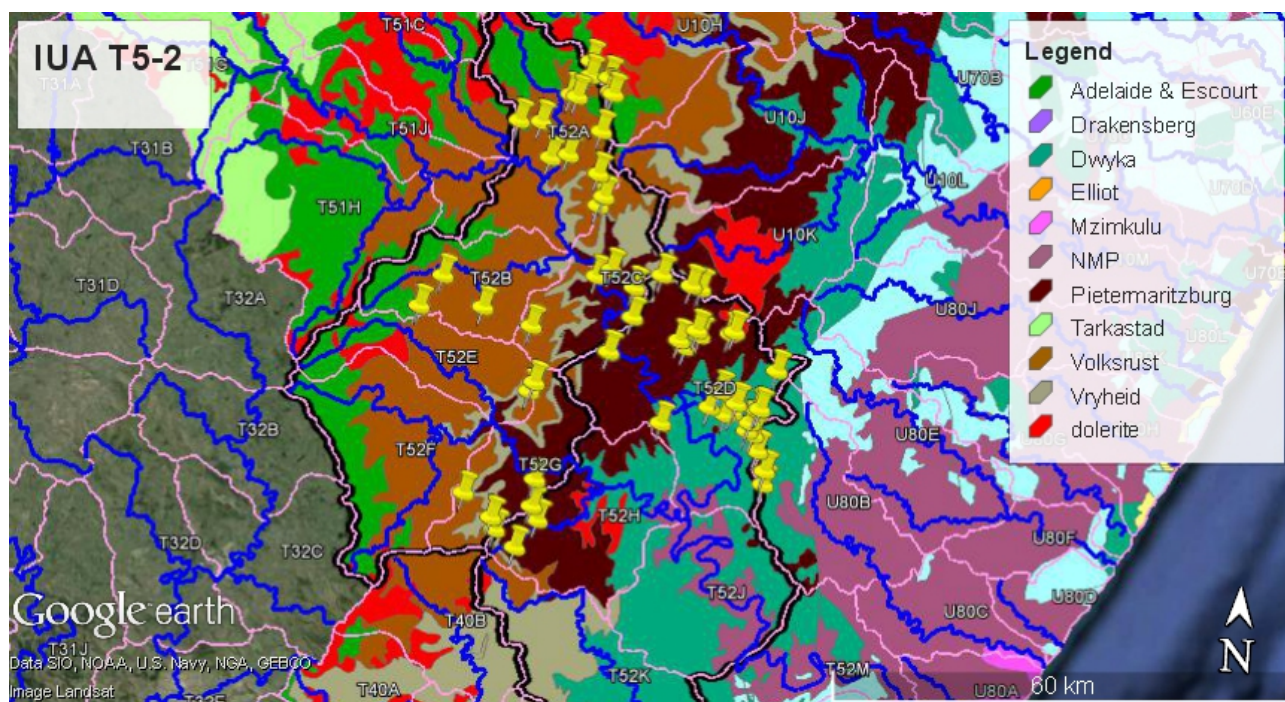 IUA T5-2
T51C
U10H
T51G
T31A
U70B
U60E
T51J
T52A
U10J
T31B
U10L
U70D
T51H
U10K
T52B
T52C
T31D
T32A
U80J
T52E
T52D
T32B
T52F
U80E
T52G
T52H
U80B
T32D
T32C
U80F
T52J
U80D
T40B
U80C
T31J
T52K
T52M
T40A
U80A
Legend
Adelaide & Escourt
Drakensberg
Dwyka
Elliot
Mzimkulu
NMP
Pietermaritzburg
Tarkastad
Volksrust
Vryheid
dolerite
Google earth
Data SIO, NOAA, U.S. Navy, NGA, GEBCO
Image Landsat
N
60 km